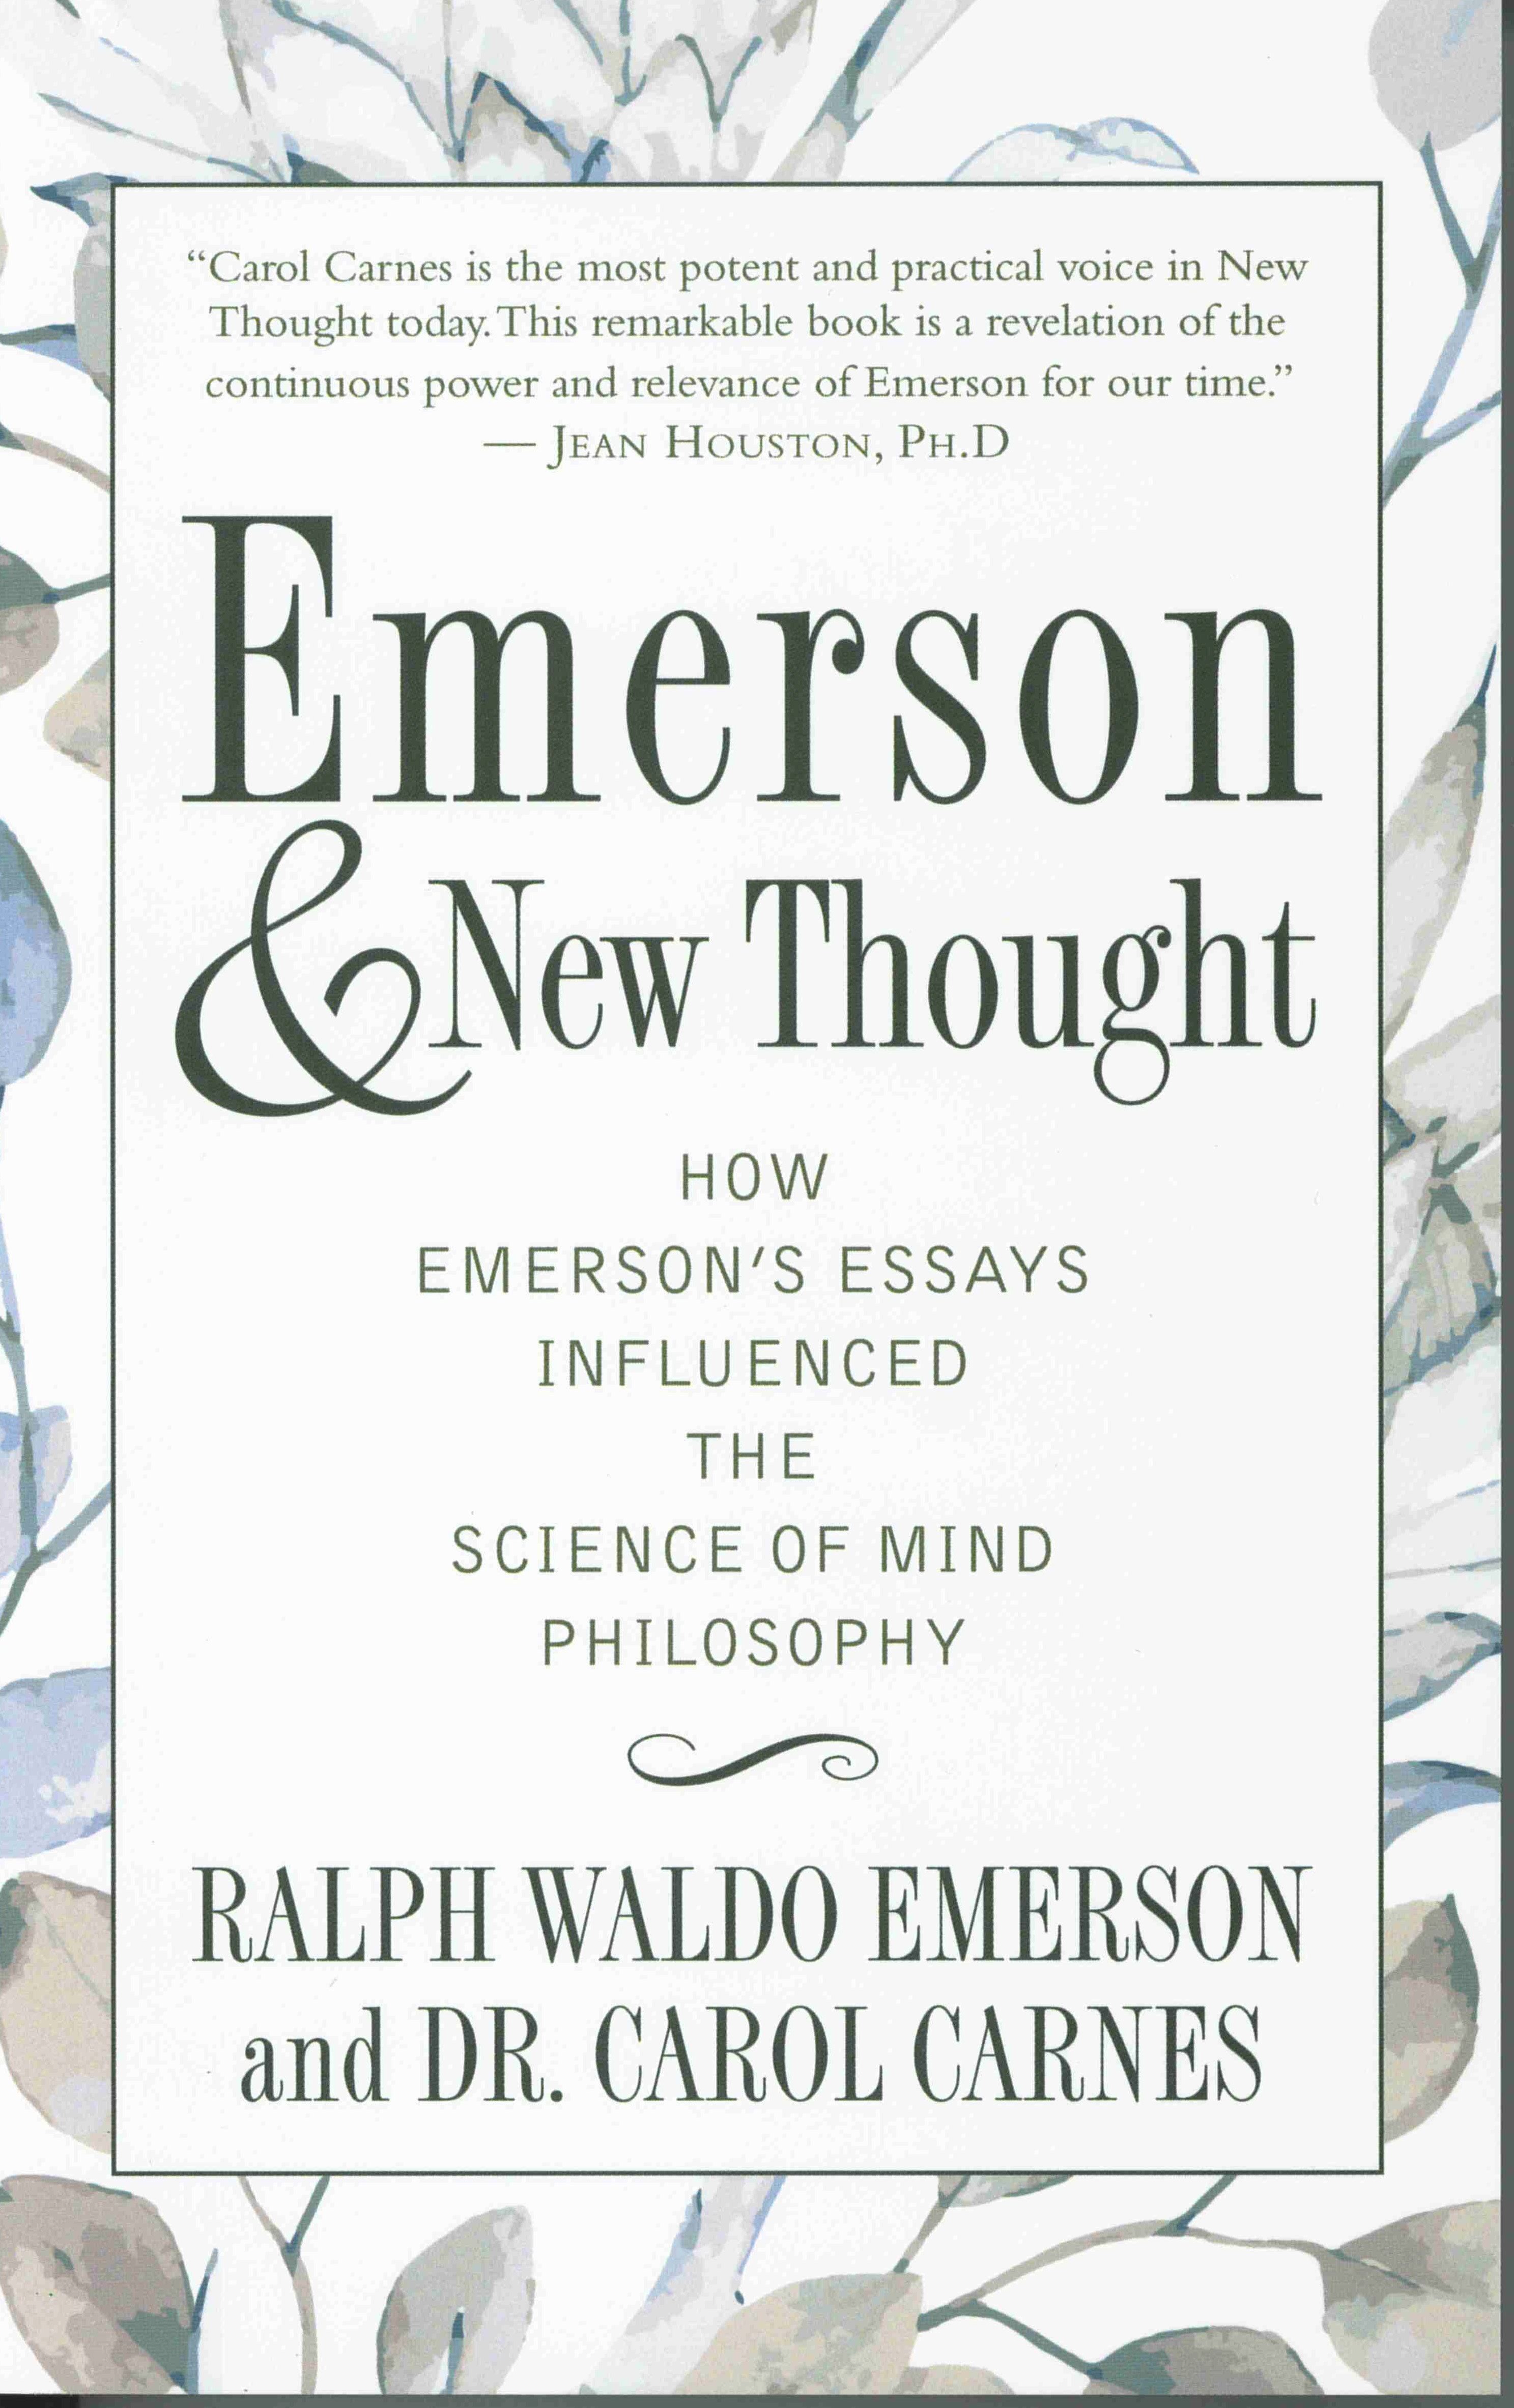 “Carol Carnes is the most potent and practical voice in New
Thought today. This remarkable book is a revelation of the
continuous power and relevance of Emerson for our time.”
— Jean Houston, Ph.D
Emerson
& New Thought
HOW
EMERSON'S ESSAYS
INFLUENCED
THE
SCIENCE OF MIND
PHILOSOPHY
RALPH WALDO EMERSON
and DR. CAROL CARNES